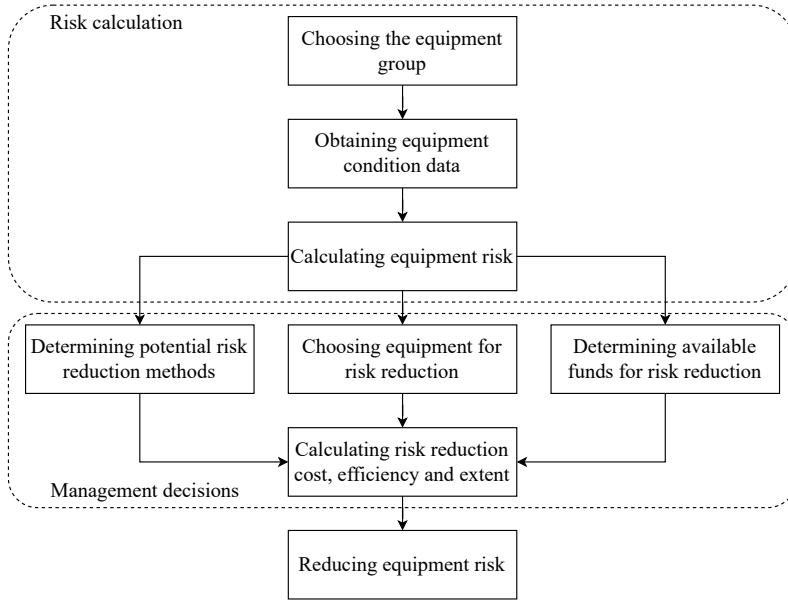 Risk calculation
Choosing the equipment
group
Obtaining equipment
condition data
Calculating equipment risk
Determining potential risk
reduction methods
Choosing equipment for
risk reduction
Determining available
funds for risk reduction
Calculating risk reduction
cost, efficiency and extent
Management decisions
Reducing equipment risk